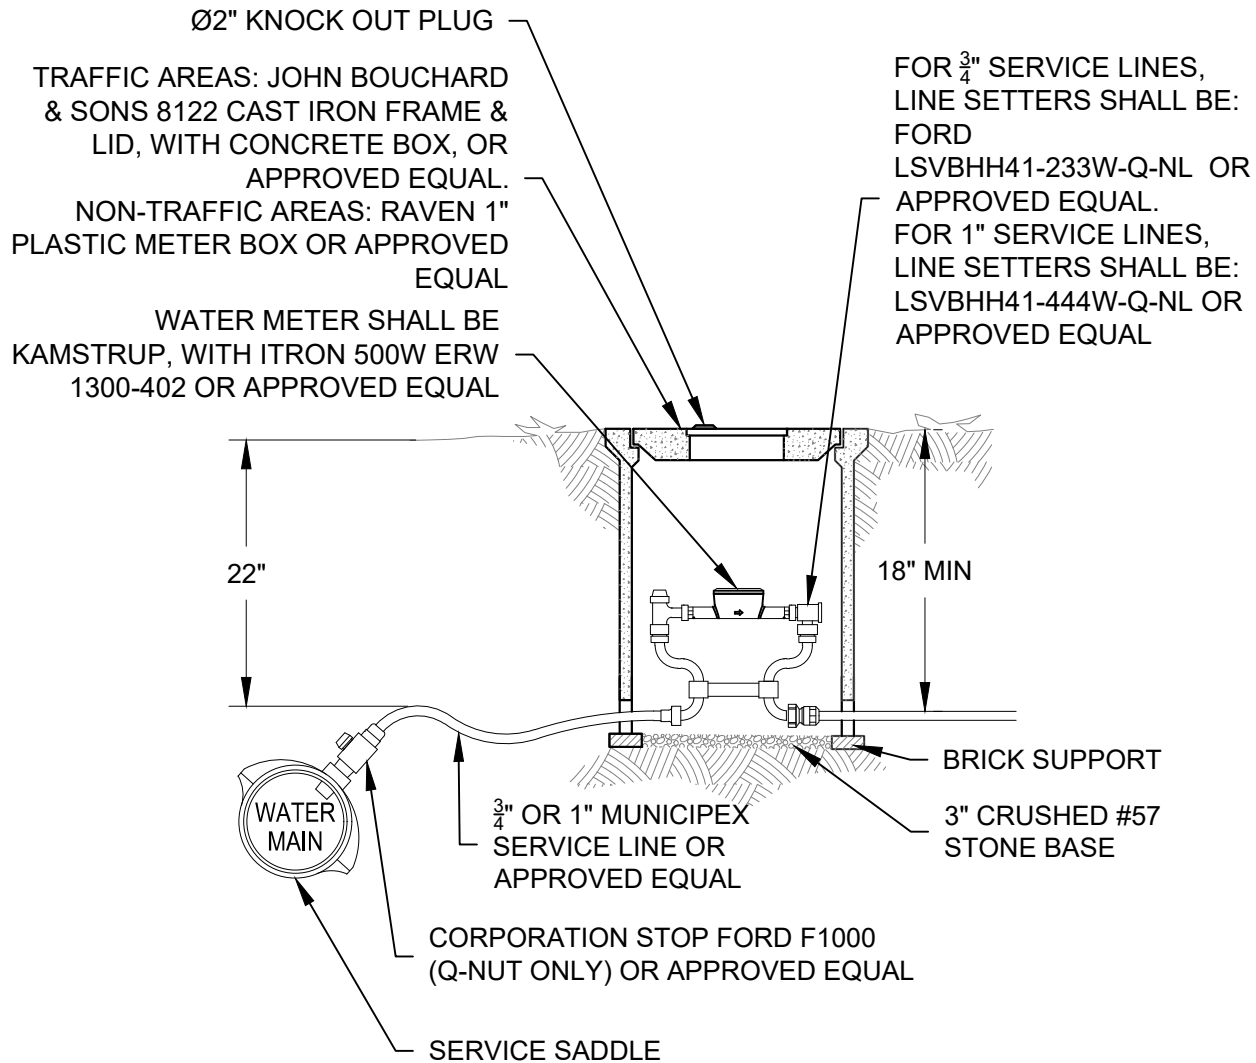 Ø2" KNOCK OUT PLUG
TRAFFIC AREAS: JOHN BOUCHARD
& SONS 8122 CAST IRON FRAME &
LID, WITH CONCRETE BOX, OR
APPROVED EQUAL.
NON-TRAFFIC AREAS: RAVEN 1"
PLASTIC METER BOX OR APPROVED
EQUAL
WATER METER SHALL BE
KAMSTRUP, WITH ITRON 500W ERW
1300-402 OR APPROVED EQUAL
FOR 3/4" SERVICE LINES,
LINE SETTERS SHALL BE:
FORD
LSVBHH41-233W-Q-NL OR
APPROVED EQUAL.
FOR 1" SERVICE LINES,
LINE SETTERS SHALL BE:
LSVBHH41-444W-Q-NL OR
APPROVED EQUAL
22"
18" MIN
WATER
MAIN
BRICK SUPPORT
3" CRUSHED #57
STONE BASE
3/4" OR 1" MUNICIPEX
SERVICE LINE OR
APPROVED EQUAL
CORPORATION STOP FORD F1000
(Q-NUT ONLY) OR APPROVED EQUAL
SERVICE SADDLE